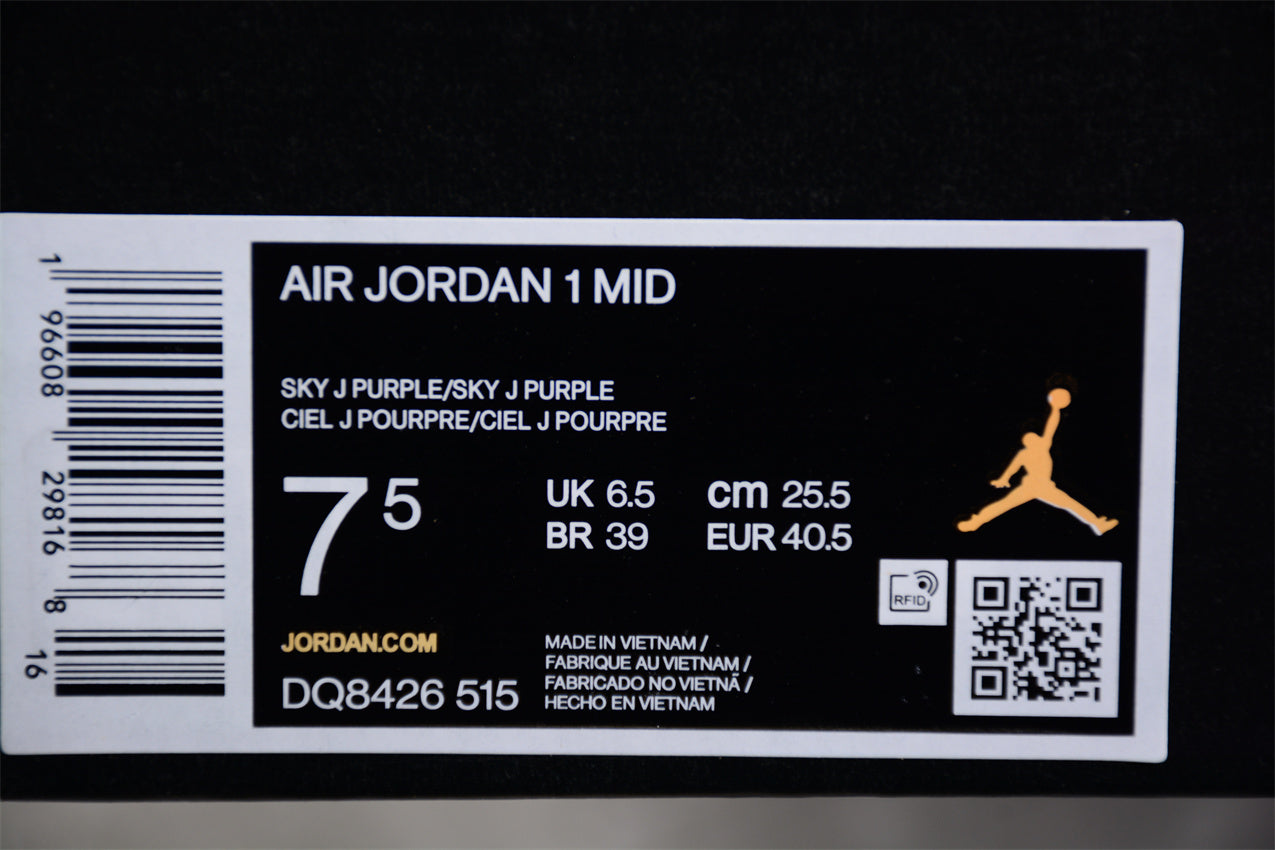 1 96608 29816 8 16
AIR JORDAN 1 MID
SKY J PURPLE/SKY J PURPLE
CIEL J POURPRE/CIEL J POURPRE
7 5
UK 6.5 cm 25.5
BR 39 EUR 40.5
RFID
JORDAN.COM
DQ8426 515
MADE IN VIETNAM /
FABRIQUE AU VIETNAM /
FABRICADO NO VIETNÃ /
HECHO EN VIETNAM